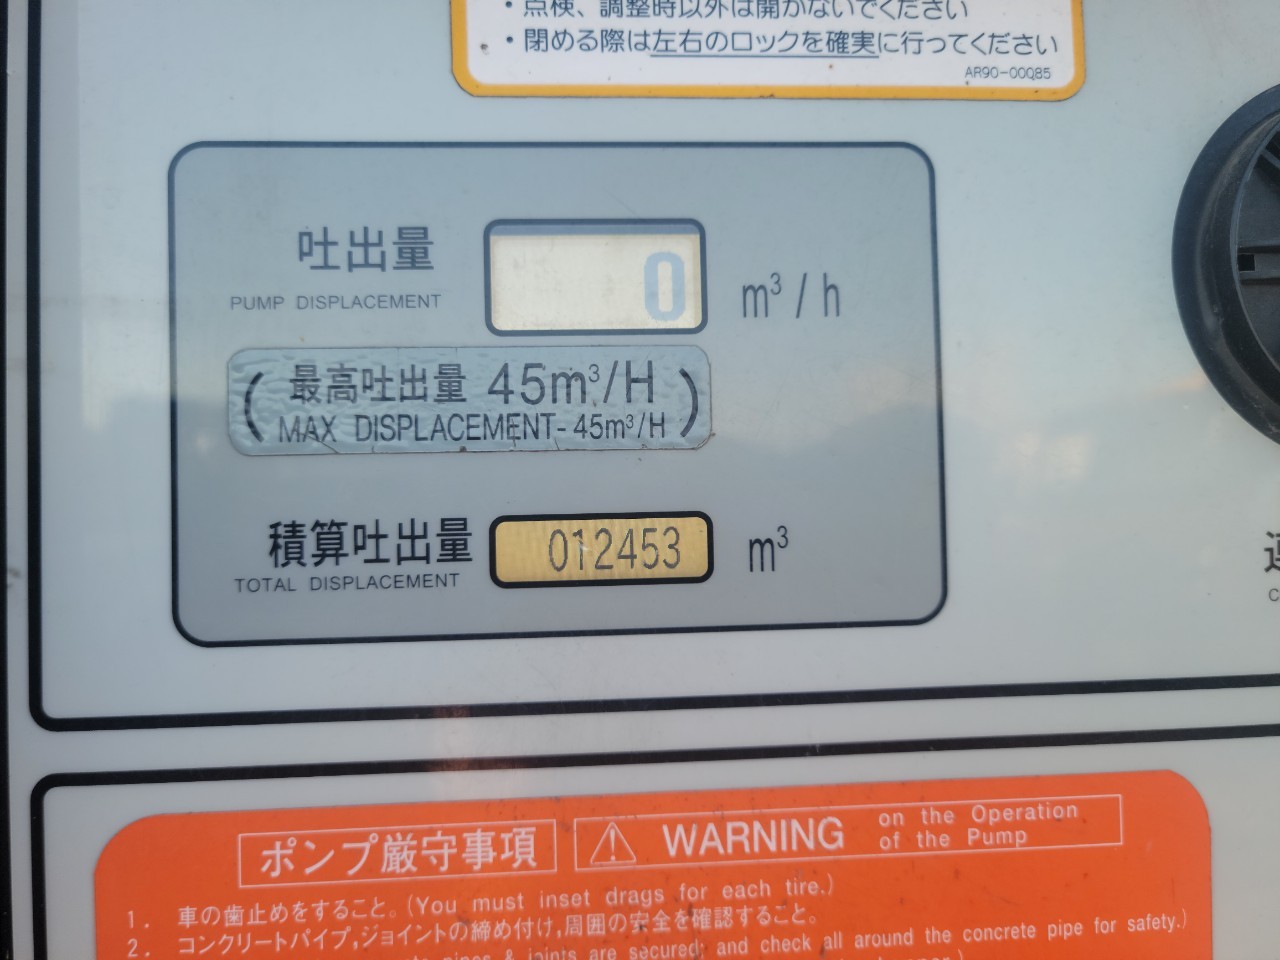 ・点検、調整時以外は開かないでください
・閉める際は左右のロックを確実に行ってください
AR90-00085
吐出量
PUMP DISPLACEMENT
0 m³/h
最高吐出量 45m³/H
MAX DISPLACEMENT-45m³/H
積算吐出量
TOTAL DISPLACEMENT
012453 m³
ポンプ厳守事項
WARNING on the Operation
of the Pump
1. 車の歯止めをすること。(You must inset drags for each tire.)
2. コンクリートパイプ,ジョイントの締め付け,周囲の安全を確認すること。
pipes & joints are secured; and check all around the concrete pipe for safety.)